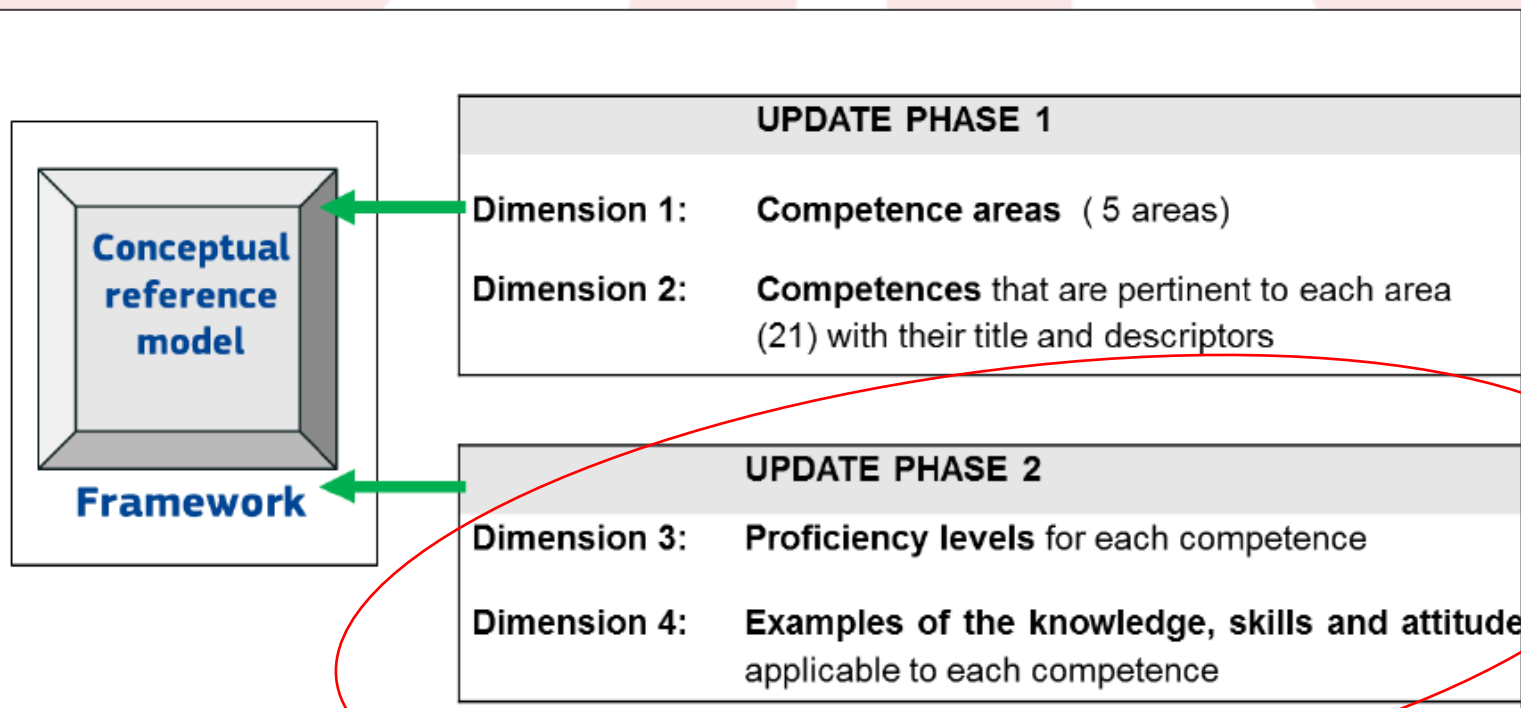 Conceptual
reference
model
Framework
UPDATE PHASE 1
Dimension 1: Competence areas ( 5 areas)
Dimension 2: Competences that are pertinent to each area
(21) with their title and descriptors
UPDATE PHASE 2
Dimension 3: Proficiency levels for each competence
Dimension 4: Examples of the knowledge, skills and attitude
applicable to each competence